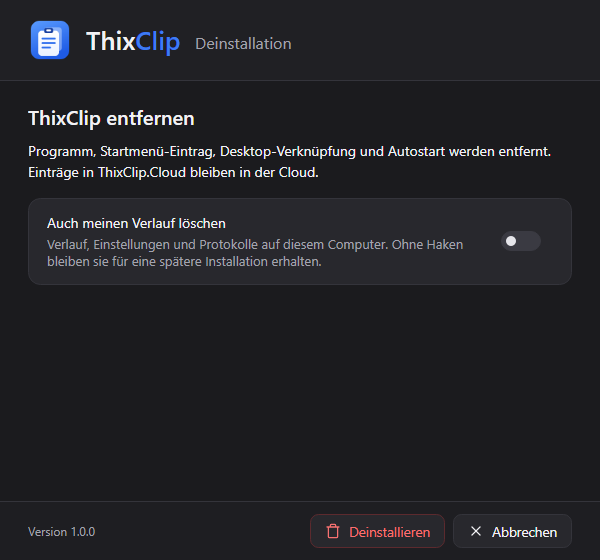 ThixClip Deinstallation
ThixClip entfernen
Programm, Startmenü-Eintrag, Desktop-Verknüpfung und Autostart werden entfernt.
Einträge in ThixClip.Cloud bleiben in der Cloud.
Auch meinen Verlauf löschen
Verlauf, Einstellungen und Protokolle auf diesem Computer. Ohne Haken
bleiben sie für eine spätere Installation erhalten.
Version 1.0.0 Deinstallieren Abbrechen